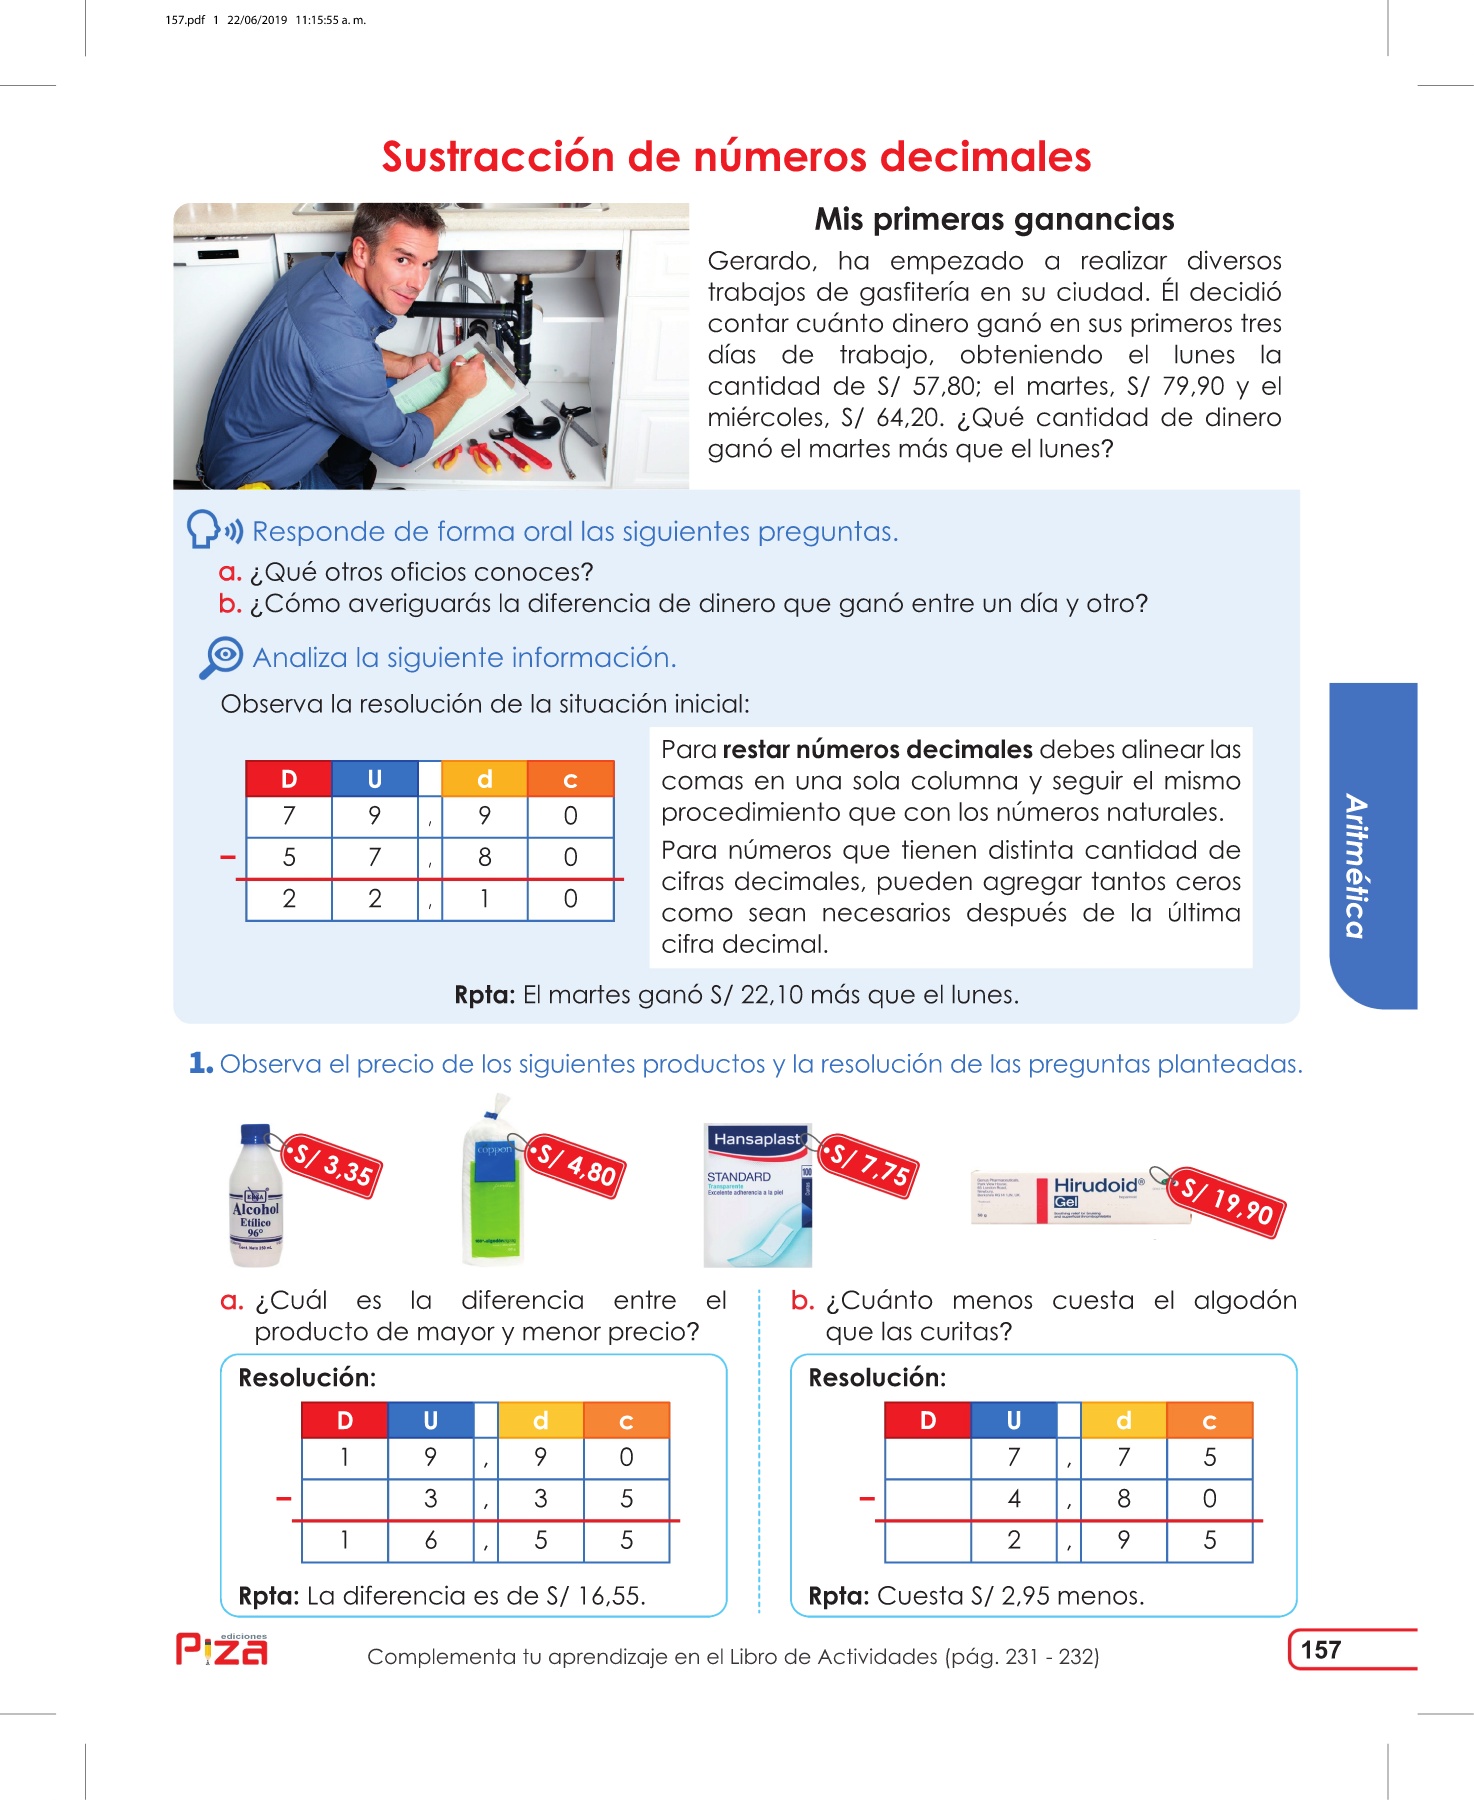 157.pdf 1 22/06/2019 11:15:55 a. m.
Sustracción de números decimales
Mis primeras ganancias
Gerardo, ha empezado a realizar diversos
trabajos de gasfitería en su ciudad. Él decidió
contar cuánto dinero ganó en sus primeros tres
días de trabajo, obteniendo el lunes la
cantidad de S/ 57,80; el martes, S/ 79,90 y el
miércoles, S/ 64,20. ¿Qué cantidad de dinero
ganó el martes más que el lunes?
Responde de forma oral las siguientes preguntas.
a. ¿Qué otros oficios conoces?
b. ¿Cómo averiguarás la diferencia de dinero que ganó entre un día y otro?
Analiza la siguiente información.
Observa la resolución de la situación inicial:
D U d c
7 9 , 9 0
– 5 7 , 8 0
2 2 , 1 0
Para restar números decimales debes alinear las
comas en una sola columna y seguir el mismo
procedimiento que con los números naturales.
Para números que tienen distinta cantidad de
cifras decimales, pueden agregar tantos ceros
como sean necesarios después de la última
cifra decimal.
Rpta: El martes ganó S/ 22,10 más que el lunes.
Aritmética
1. Observa el precio de los siguientes productos y la resolución de las preguntas planteadas.
Alcohol
Etílico
96°
S/ 3,35
coppon
S/ 4,80
Hansaplast
STANDARD
Transparente
Excelente adherencia a la piel
100
S/ 7,75
Hirudoid®
Gel
S/ 19,90
a. ¿Cuál es la diferencia entre el
producto de mayor y menor precio?
Resolución:
D U d c
1 9 , 9 0
– 3 , 3 5
1 6 , 5 5
Rpta: La diferencia es de S/ 16,55.
b. ¿Cuánto menos cuesta el algodón
que las curitas?
Resolución:
D U d c
7 , 7 5
– 4 , 8 0
2 , 9 5
Rpta: Cuesta S/ 2,95 menos.
ediciones
Piza
Complementa tu aprendizaje en el Libro de Actividades (pág. 231 - 232)
157